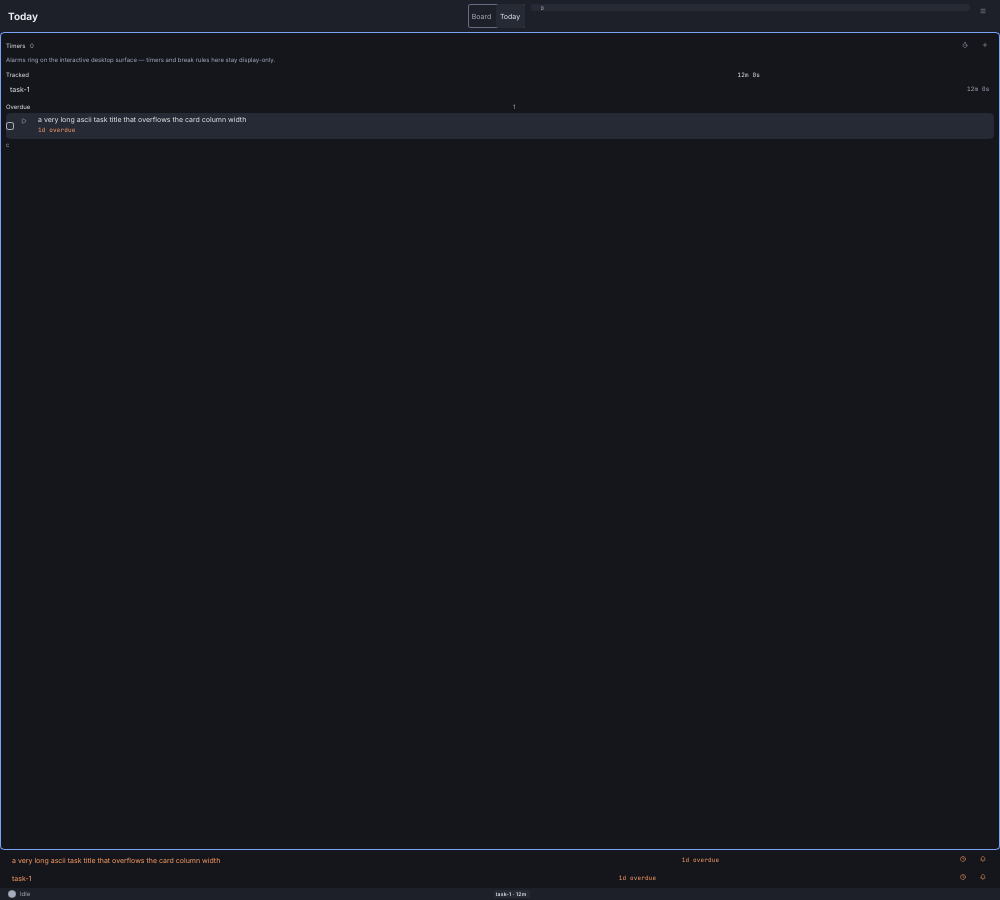 Today
Board Today
Timers 0
Alarms ring on the interactive desktop surface — timers and break rules here stay display-only.
Tracked 12m 0s
task-1 12m 0s
Overdue 1
a very long ascii task title that overflows the card column width
1d overdue
a very long ascii task title that overflows the card column width 1d overdue
task-1 1d overdue
Idle task-1 · 12m